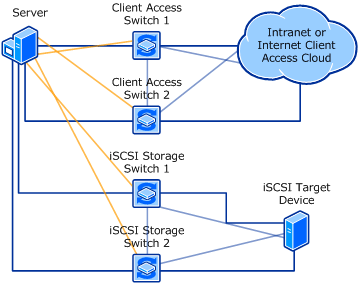 Server
Client Access
Switch 1
Intranet or
Internet Client
Access Cloud
Client Access
Switch 2
iSCSI Storage
Switch 1
iSCSI Target
Device
iSCSI Storage
Switch 2